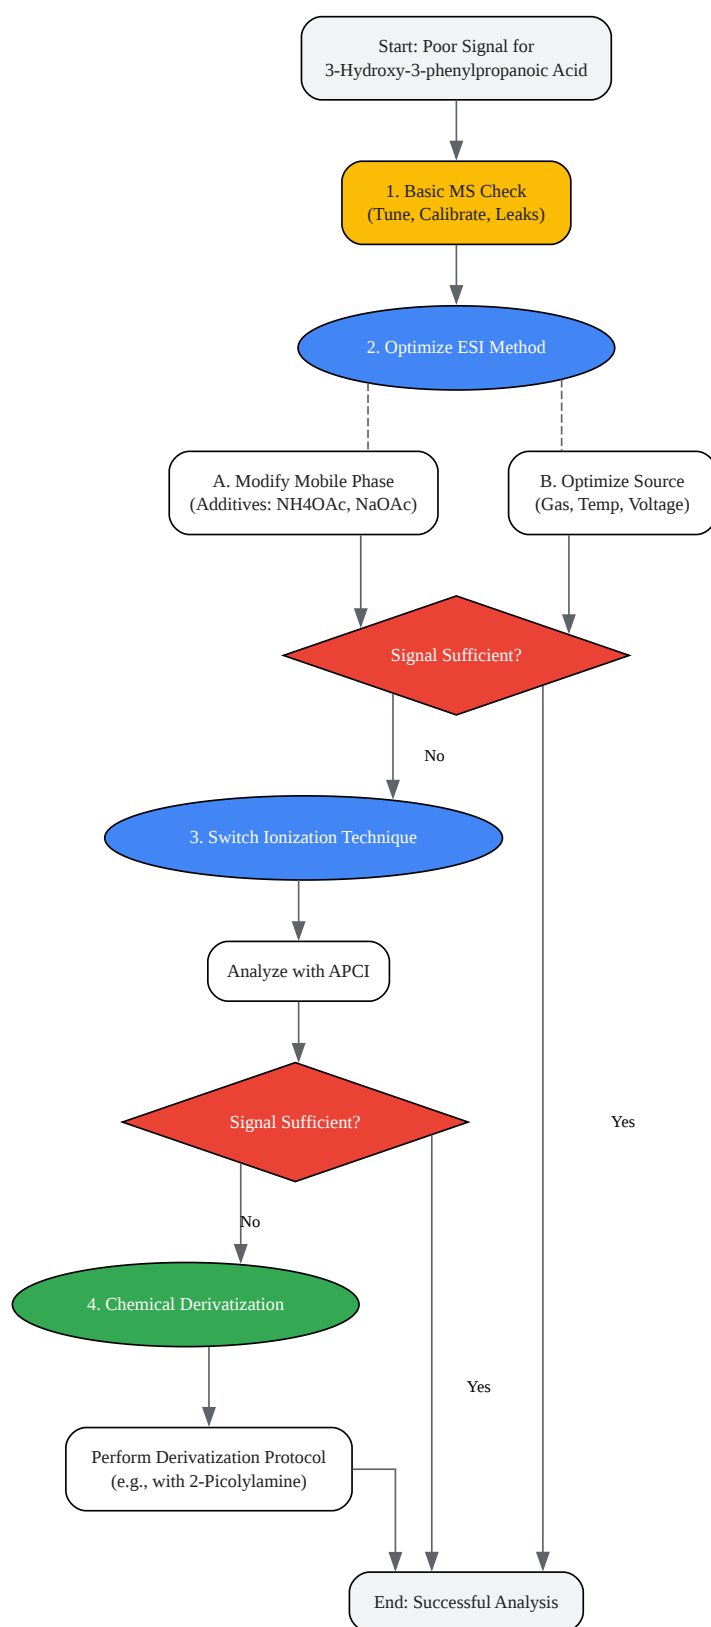 Start: Poor Signal for
3-Hydroxy-3-phenylpropanoic Acid
1. Basic MS Check
(Tune, Calibrate, Leaks)
2. Optimize ESI Method
A. Modify Mobile Phase
(Additives: NH4OAc, NaOAc)
B. Optimize Source
(Gas, Temp, Voltage)
Signal Sufficient?
No
3. Switch Ionization Technique
Analyze with APCI
Signal Sufficient?
Yes
No
4. Chemical Derivatization
Yes
Perform Derivatization Protocol
(e.g., with 2-Picolylamine)
End: Successful Analysis